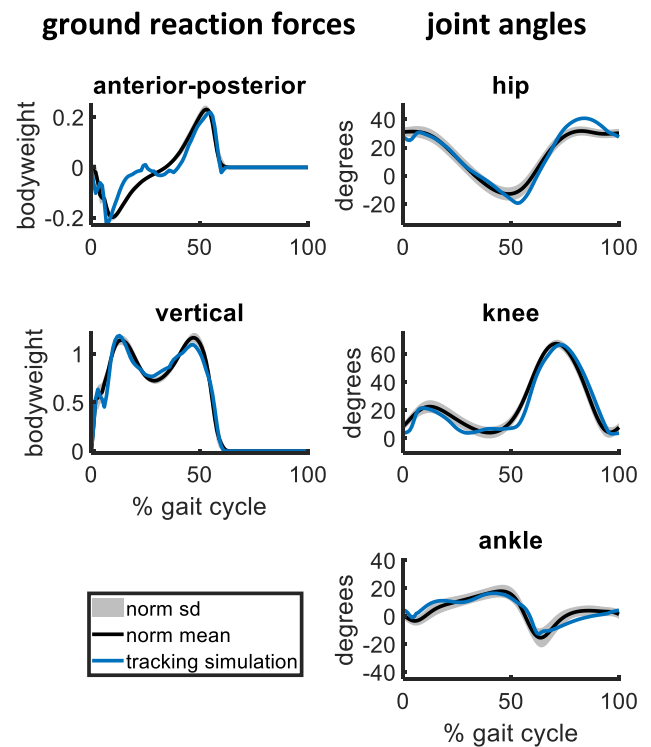 ground reaction forces
joint angles
anterior-posterior
bodyweight
0.2
0
-0.2
0
50
100
hip
degrees
40
20
0
-20
0
50
100
vertical
bodyweight
1
0.5
0
0
50
100
% gait cycle
knee
degrees
60
40
20
0
0
50
100
ankle
degrees
40
20
0
-20
-40
0
50
100
% gait cycle
norm sd
norm mean
tracking simulation